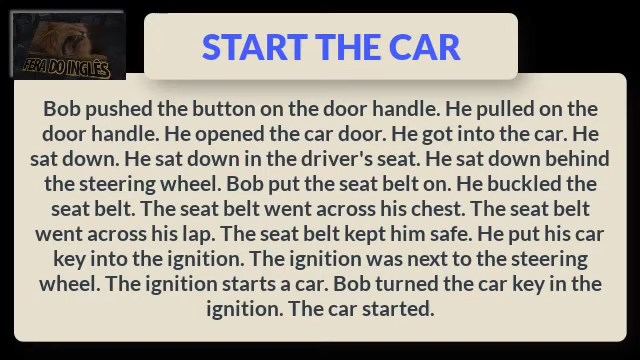 FERA DO INGLÊS
START THE CAR
Bob pushed the button on the door handle. He pulled on the
door handle. He opened the car door. He got into the car. He
sat down. He sat down in the driver's seat. He sat down behind
the steering wheel. Bob put the seat belt on. He buckled the
seat belt. The seat belt went across his chest. The seat belt
went across his lap. The seat belt kept him safe. He put his car
key into the ignition. The ignition was next to the steering
wheel. The ignition starts a car. Bob turned the car key in the
ignition. The car started.